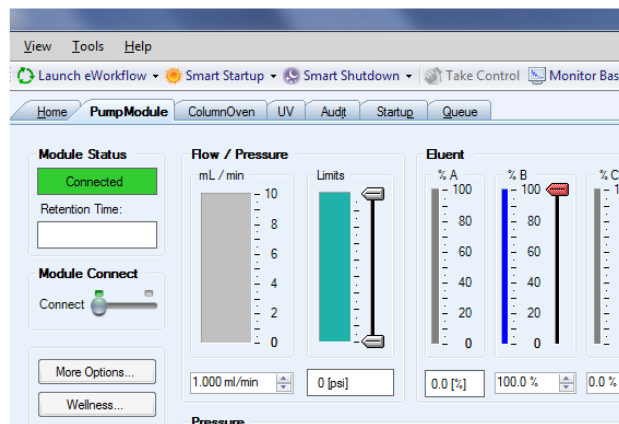 View Tools Help
Launch eWorkflow Smart Startup Smart Shutdown Take Control Monitor Bas
Home PumpModule ColumnOven UV Audit Startup Queue
Module Status
Connected
Retention Time:
Module Connect
Connect
More Options...
Wellness...
Flow / Pressure
mL / min Limits
10
8
6
4
2
0
1.000 ml/min 0 [psi]
Eluent
% A % B % C
100 100 1
80 80
60 60
40 40
20 20
0 0
0.0 [%] 100.0 % 0.0 %
Pressure